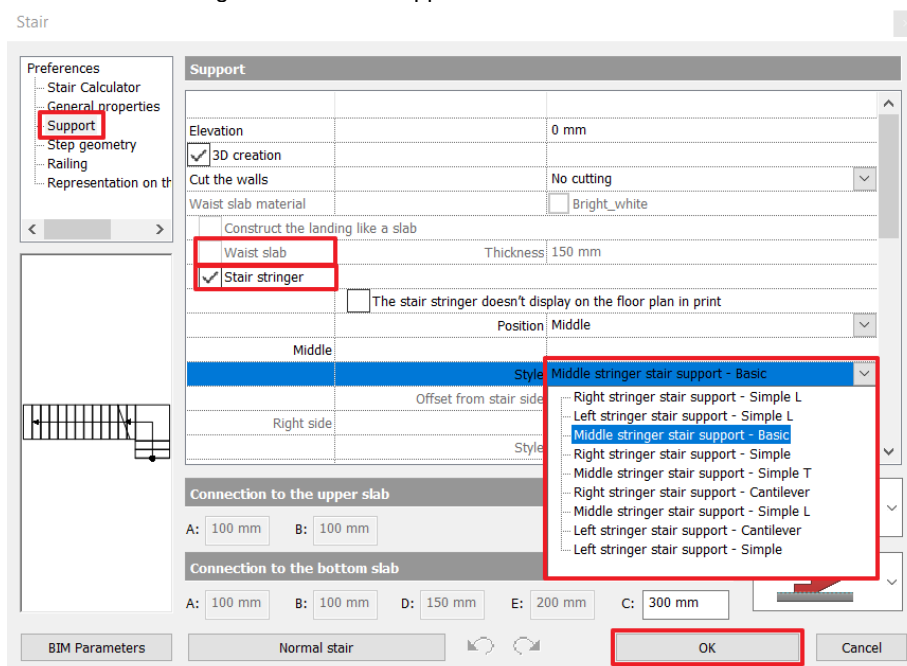 Stair
Preferences
Stair Calculator
General properties
Support
Step geometry
Railing
Representation on th
Support
Elevation 0 mm
3D creation
Cut the walls No cutting
Waist slab material Bright_white
Construct the landing like a slab
Waist slab Thickness 150 mm
Stair stringer
The stair stringer doesn't display on the floor plan in print
Position Middle
Middle
Style Middle stringer stair support - Basic
Offset from stair side
Right side
Style
Right stringer stair support - Simple L
Left stringer stair support - Simple L
Middle stringer stair support - Basic
Right stringer stair support - Simple
Middle stringer stair support - Simple T
Right stringer stair support - Cantilever
Middle stringer stair support - Simple L
Left stringer stair support - Cantilever
Left stringer stair support - Simple
Connection to the upper slab
A: 100 mm B: 100 mm
Connection to the bottom slab
A: 100 mm B: 100 mm D: 150 mm E: 200 mm C: 300 mm
BIM Parameters Normal stair OK Cancel